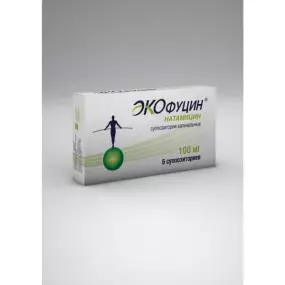 ЭКОФУЦИН®
НАТАМИЦИН
суппозитории вагинальные
100 мг
6 суппозиториев